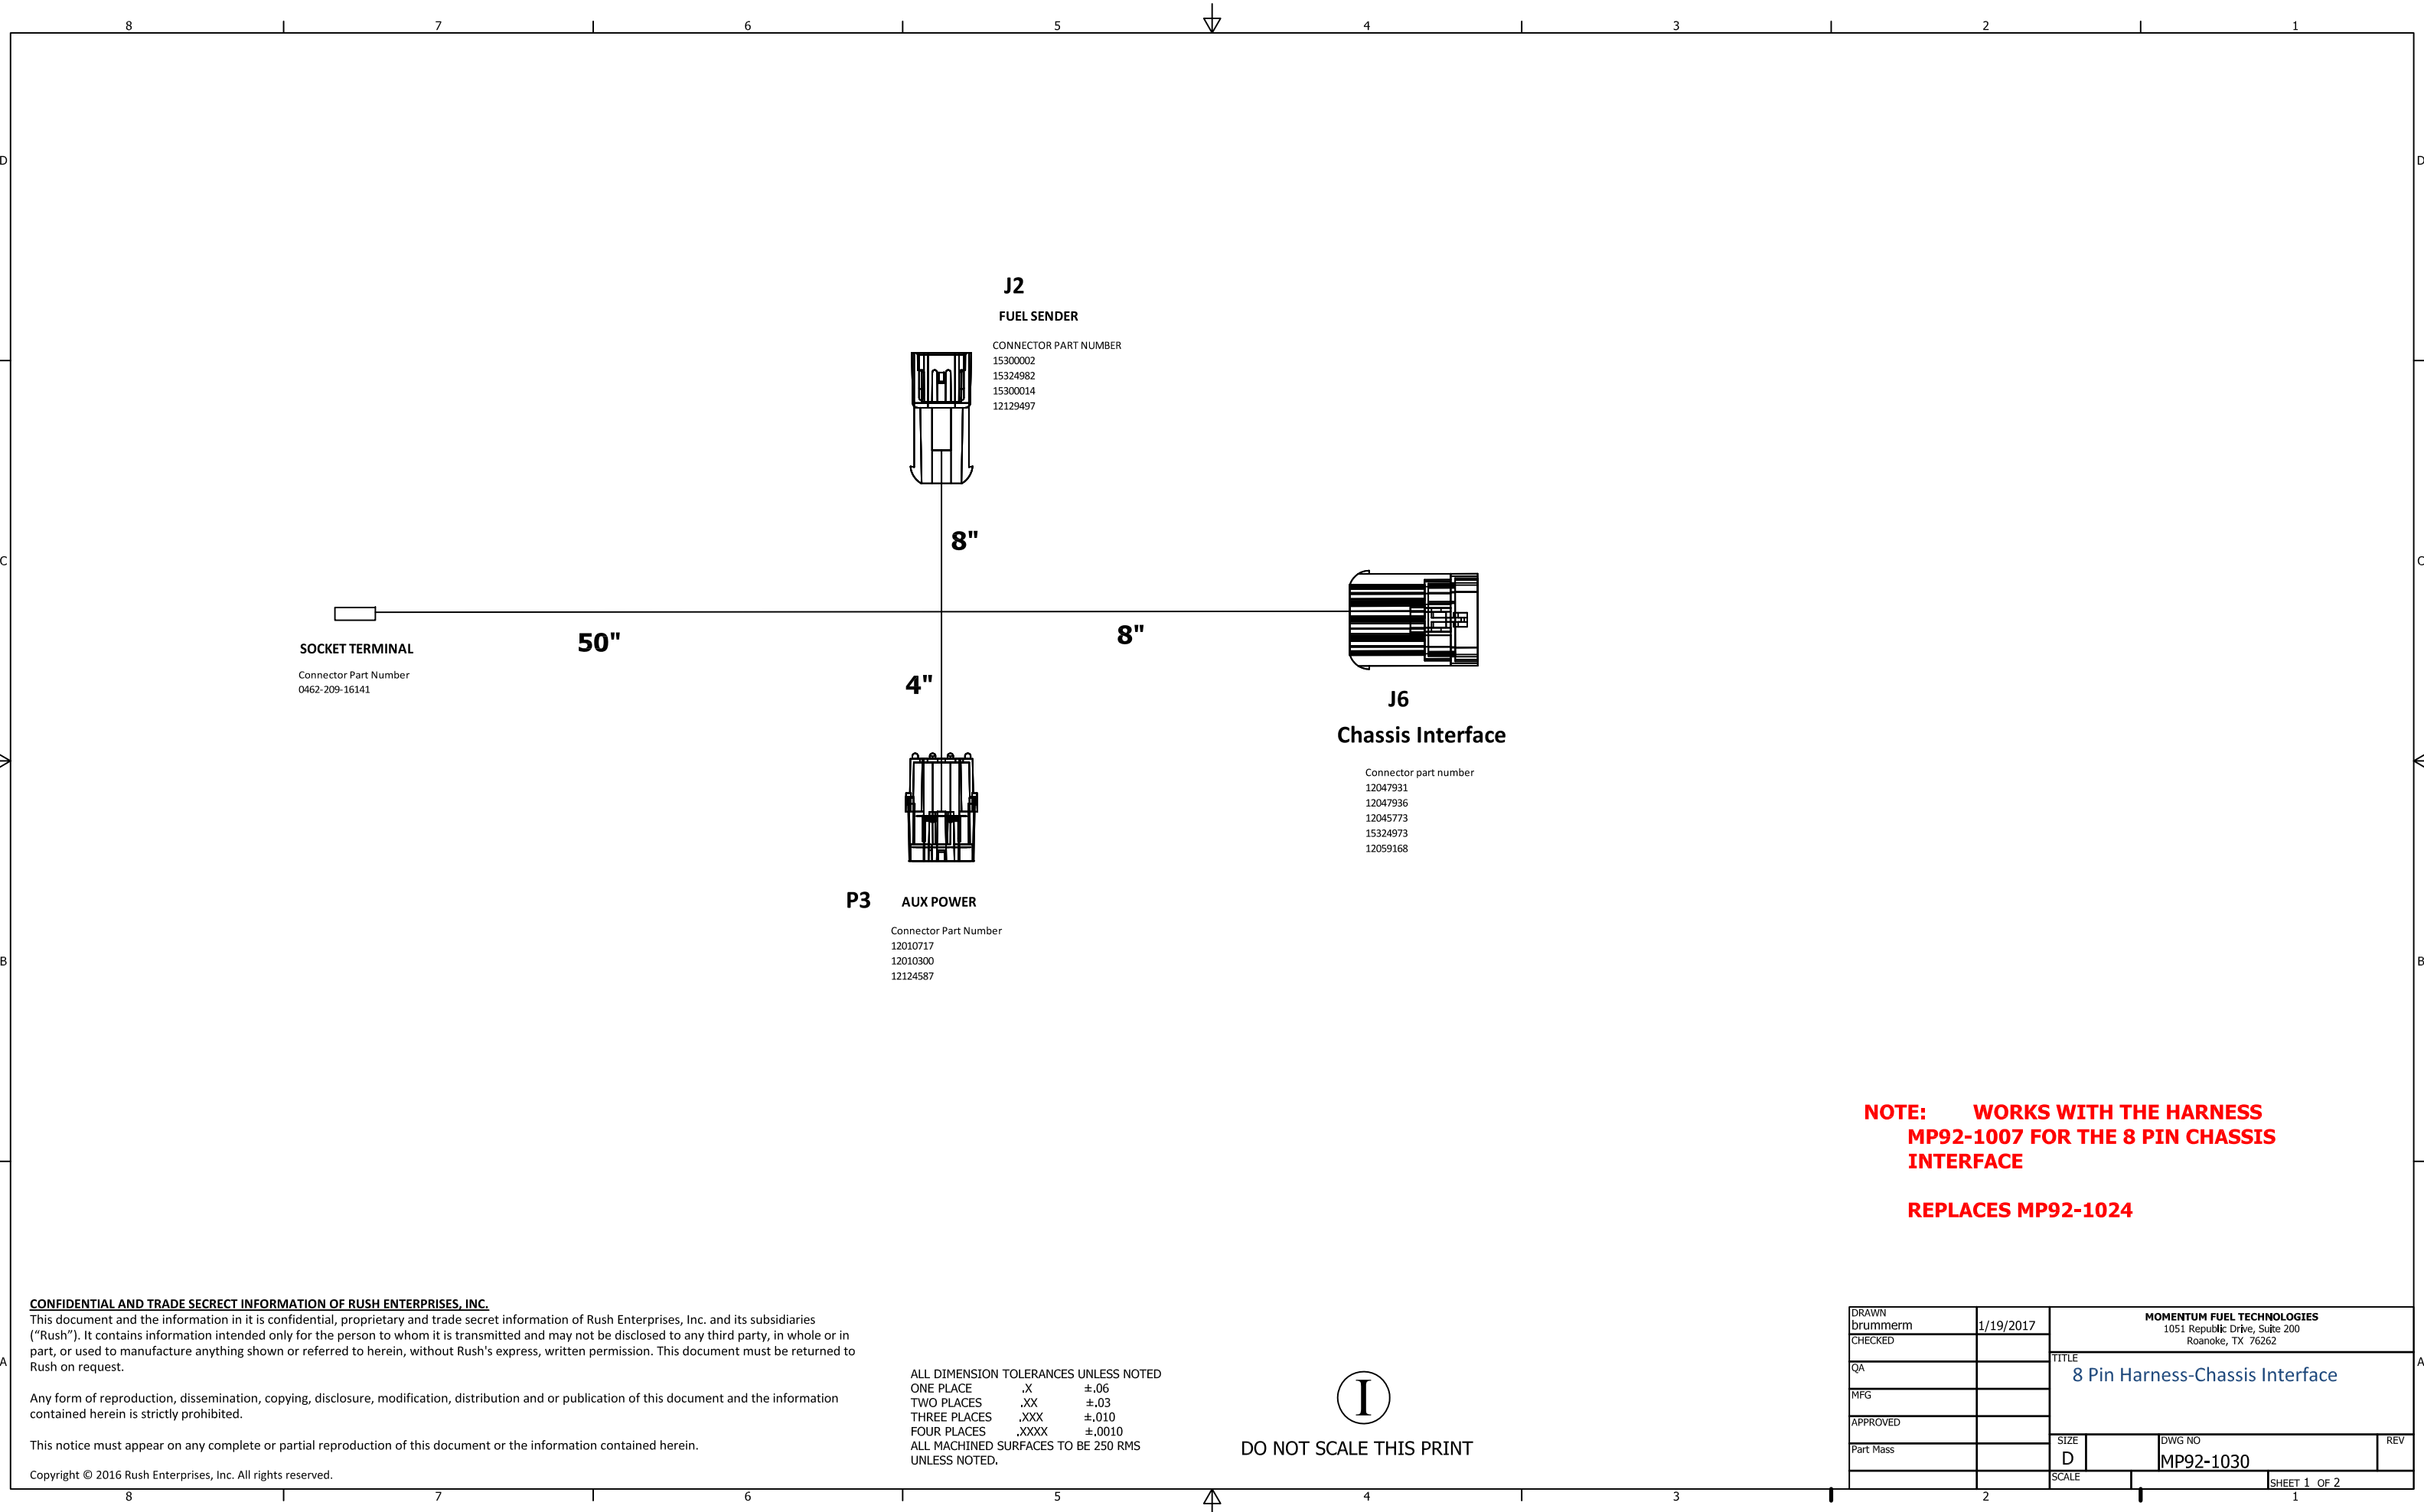 8 7 6 5 4 3 2 1
D D
J2
FUEL SENDER
CONNECTOR PART NUMBER
15300002
15324982
15300014
12129497
8"
C C
50"
8"
SOCKET TERMINAL
Connector Part Number
0462-209-16141
4"
J6
Chassis Interface
Connector part number
12047931
12047936
12045773
15324973
12059168
P3 AUX POWER
Connector Part Number
12010717
12010300
12124587
B B
NOTE: WORKS WITH THE HARNESS
MP92-1007 FOR THE 8 PIN CHASSIS
INTERFACE
REPLACES MP92-1024
CONFIDENTIAL AND TRADE SECRECT INFORMATION OF RUSH ENTERPRISES, INC.
This document and the information in it is confidential, proprietary and trade secret information of Rush Enterprises, Inc. and its subsidiaries
(“Rush”). It contains information intended only for the person to whom it is transmitted and may not be disclosed to any third party, in whole or in
part, or used to manufacture anything shown or referred to herein, without Rush's express, written permission. This document must be returned to
Rush on request.
Any form of reproduction, dissemination, copying, disclosure, modification, distribution and or publication of this document and the information
contained herein is strictly prohibited.
This notice must appear on any complete or partial reproduction of this document or the information contained herein.
Copyright © 2016 Rush Enterprises, Inc. All rights reserved.
A A
ALL DIMENSION TOLERANCES UNLESS NOTED
ONE PLACE .X ±.06
TWO PLACES .XX ±.03
THREE PLACES .XXX ±.010
FOUR PLACES .XXXX ±.0010
ALL MACHINED SURFACES TO BE 250 RMS
UNLESS NOTED.
I
DO NOT SCALE THIS PRINT
DRAWN
brummerm 1/19/2017
CHECKED
QA
MFG
APPROVED
Part Mass
MOMENTUM FUEL TECHNOLOGIES
1051 Republic Drive, Suite 200
Roanoke, TX 76262
TITLE
8 Pin Harness-Chassis Interface
SIZE
D
DWG NO
MP92-1030
REV
SCALE
SHEET 1 OF 2
8 7 6 5 4 3 2 1